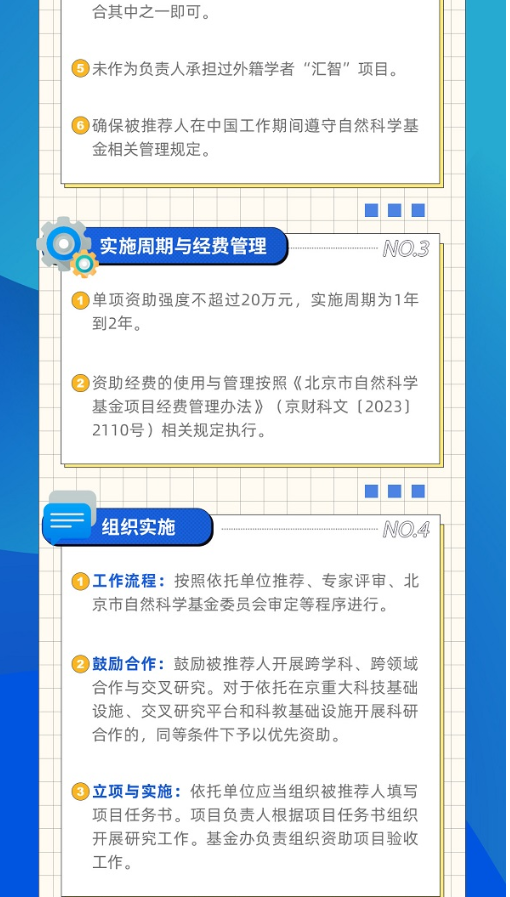 合其中之一即可。
5 未作为负责人承担过外籍学者“汇智”项目。
6 确保被推荐人在中国工作期间遵守自然科学基
金相关管理规定。
实施周期与经费管理
NO.3
1 单项资助强度不超过20万元，实施周期为1年
到2年。
2 资助经费的使用与管理按照《北京市自然科学
基金项目经费管理办法》（京财科文〔2023〕
2110号）相关规定执行。
组织实施
NO.4
1 工作流程：按照依托单位推荐、专家评审、北
京市自然科学基金委员会审定等程序进行。
2 鼓励合作：鼓励被推荐人开展跨学科、跨领域
合作与交叉研究。对于依托在京重大科技基础
设施、交叉研究平台和科教基础设施开展科研
合作的，同等条件下予以优先资助。
3 立项与实施：依托单位应当组织被推荐人填写
项目任务书。项目负责人根据项目任务书组织
开展研究工作。基金办负责组织资助项目验收
工作。